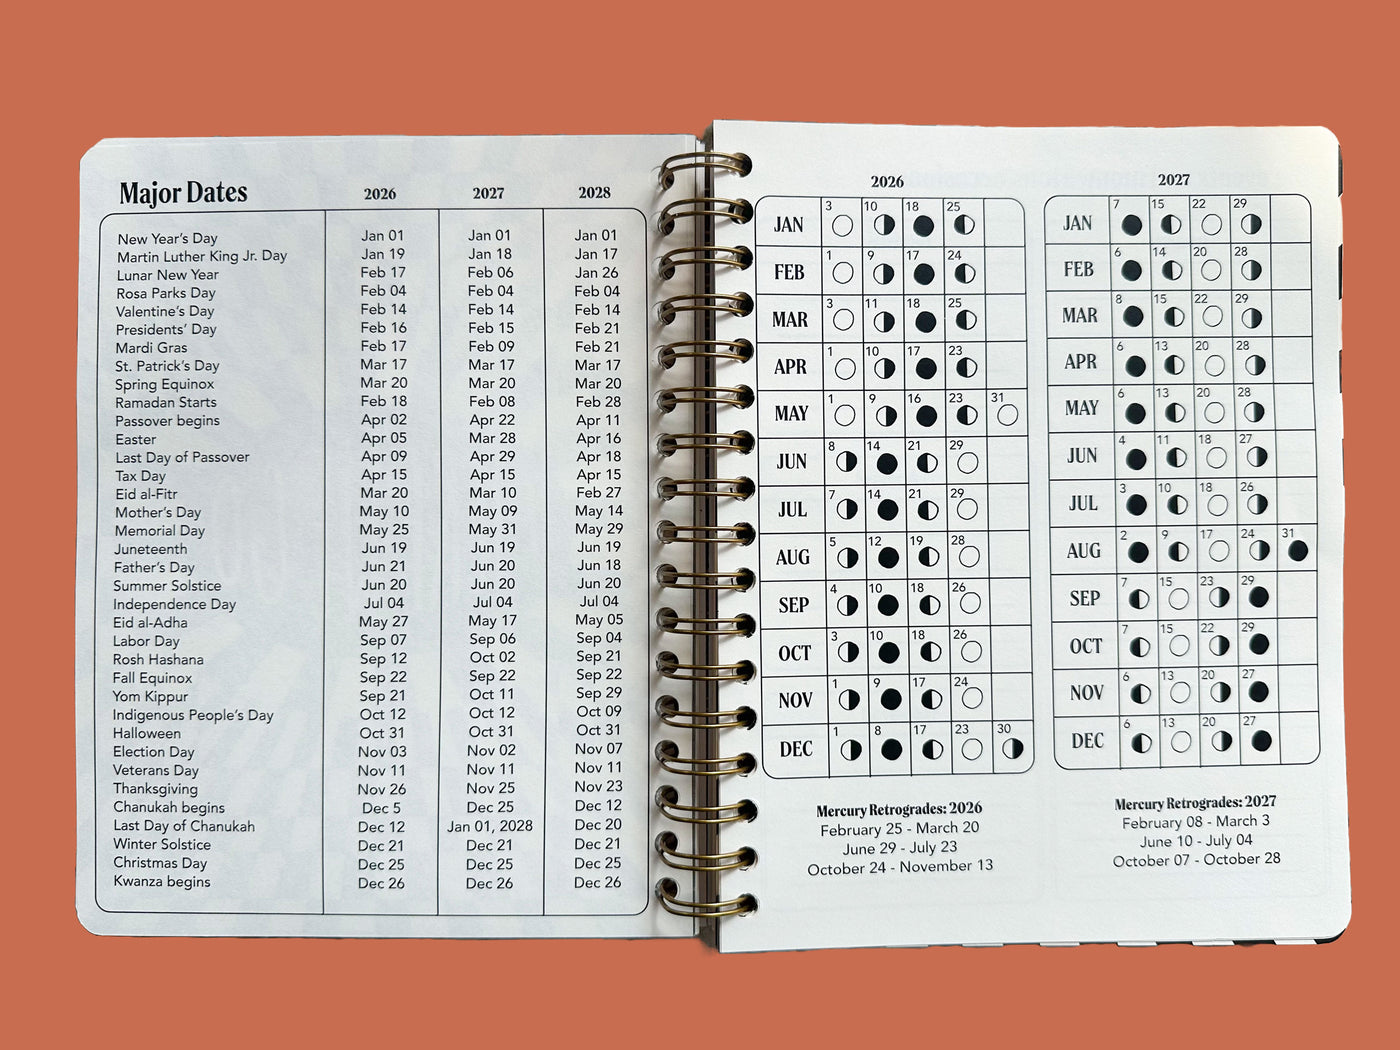 Major Dates 2026 2027 2028
New Year's Day Jan 01 Jan 01 Jan 01
Martin Luther King Jr. Day Jan 19 Jan 18 Jan 17
Lunar New Year Feb 17 Feb 06 Jan 26
Rosa Parks Day Feb 04 Feb 04 Feb 04
Valentine's Day Feb 14 Feb 14 Feb 14
Presidents' Day Feb 16 Feb 15 Feb 21
Mardi Gras Feb 17 Feb 09 Feb 21
St. Patrick's Day Mar 17 Mar 17 Mar 17
Spring Equinox Mar 20 Mar 20 Mar 20
Ramadan Starts Feb 18 Feb 08 Feb 28
Passover begins Apr 02 Apr 22 Apr 11
Easter Apr 05 Mar 28 Apr 16
Last Day of Passover Apr 09 Apr 29 Apr 18
Tax Day Apr 15 Apr 15 Apr 15
Eid al-Fitr Mar 20 Mar 10 Feb 27
Mother's Day May 10 May 09 May 14
Memorial Day May 25 May 31 May 29
Juneteenth Jun 19 Jun 19 Jun 19
Father's Day Jun 21 Jun 20 Jun 18
Summer Solstice Jun 20 Jun 20 Jun 20
Independence Day Jul 04 Jul 04 Jul 04
Eid al-Adha May 27 May 17 May 05
Labor Day Sep 07 Sep 06 Sep 04
Rosh Hashana Sep 12 Oct 02 Sep 21
Fall Equinox Sep 22 Sep 22 Sep 22
Yom Kippur Sep 21 Oct 11 Sep 29
Indigenous People's Day Oct 12 Oct 12 Oct 09
Halloween Oct 31 Oct 31 Oct 31
Election Day Nov 03 Nov 02 Nov 07
Veterans Day Nov 11 Nov 11 Nov 11
Thanksgiving Nov 26 Nov 25 Nov 23
Chanukah begins Dec 5 Dec 25 Dec 12
Last Day of Chanukah Dec 12 Jan 01, 2028 Dec 20
Winter Solstice Dec 21 Dec 21 Dec 21
Christmas Day Dec 25 Dec 25 Dec 25
Kwanza begins Dec 26 Dec 26 Dec 26
2026
JAN 3 10 18 25
FEB 1 9 17 24
MAR 3 11 18 25
APR 1 10 17 23
MAY 1 9 16 23 31
JUN 8 14 21 29
JUL 7 14 21 29
AUG 5 12 19 28
SEP 4 10 18 26
OCT 3 10 18 26
NOV 1 9 17 24
DEC 1 8 17 23 30
Mercury Retrogrades: 2026
February 25 - March 20
June 29 - July 23
October 24 - November 13
2027
JAN 7 15 22 29
FEB 6 14 20 28
MAR 8 15 22 29
APR 6 13 20 28
MAY 6 13 20 28
JUN 4 11 18 27
JUL 3 10 18 26
AUG 2 9 17 24 31
SEP 7 15 23 29
OCT 7 15 22 29
NOV 6 13 20 27
DEC 6 13 20 27
Mercury Retrogrades: 2027
February 08 - March 3
June 10 - July 04
October 07 - October 28